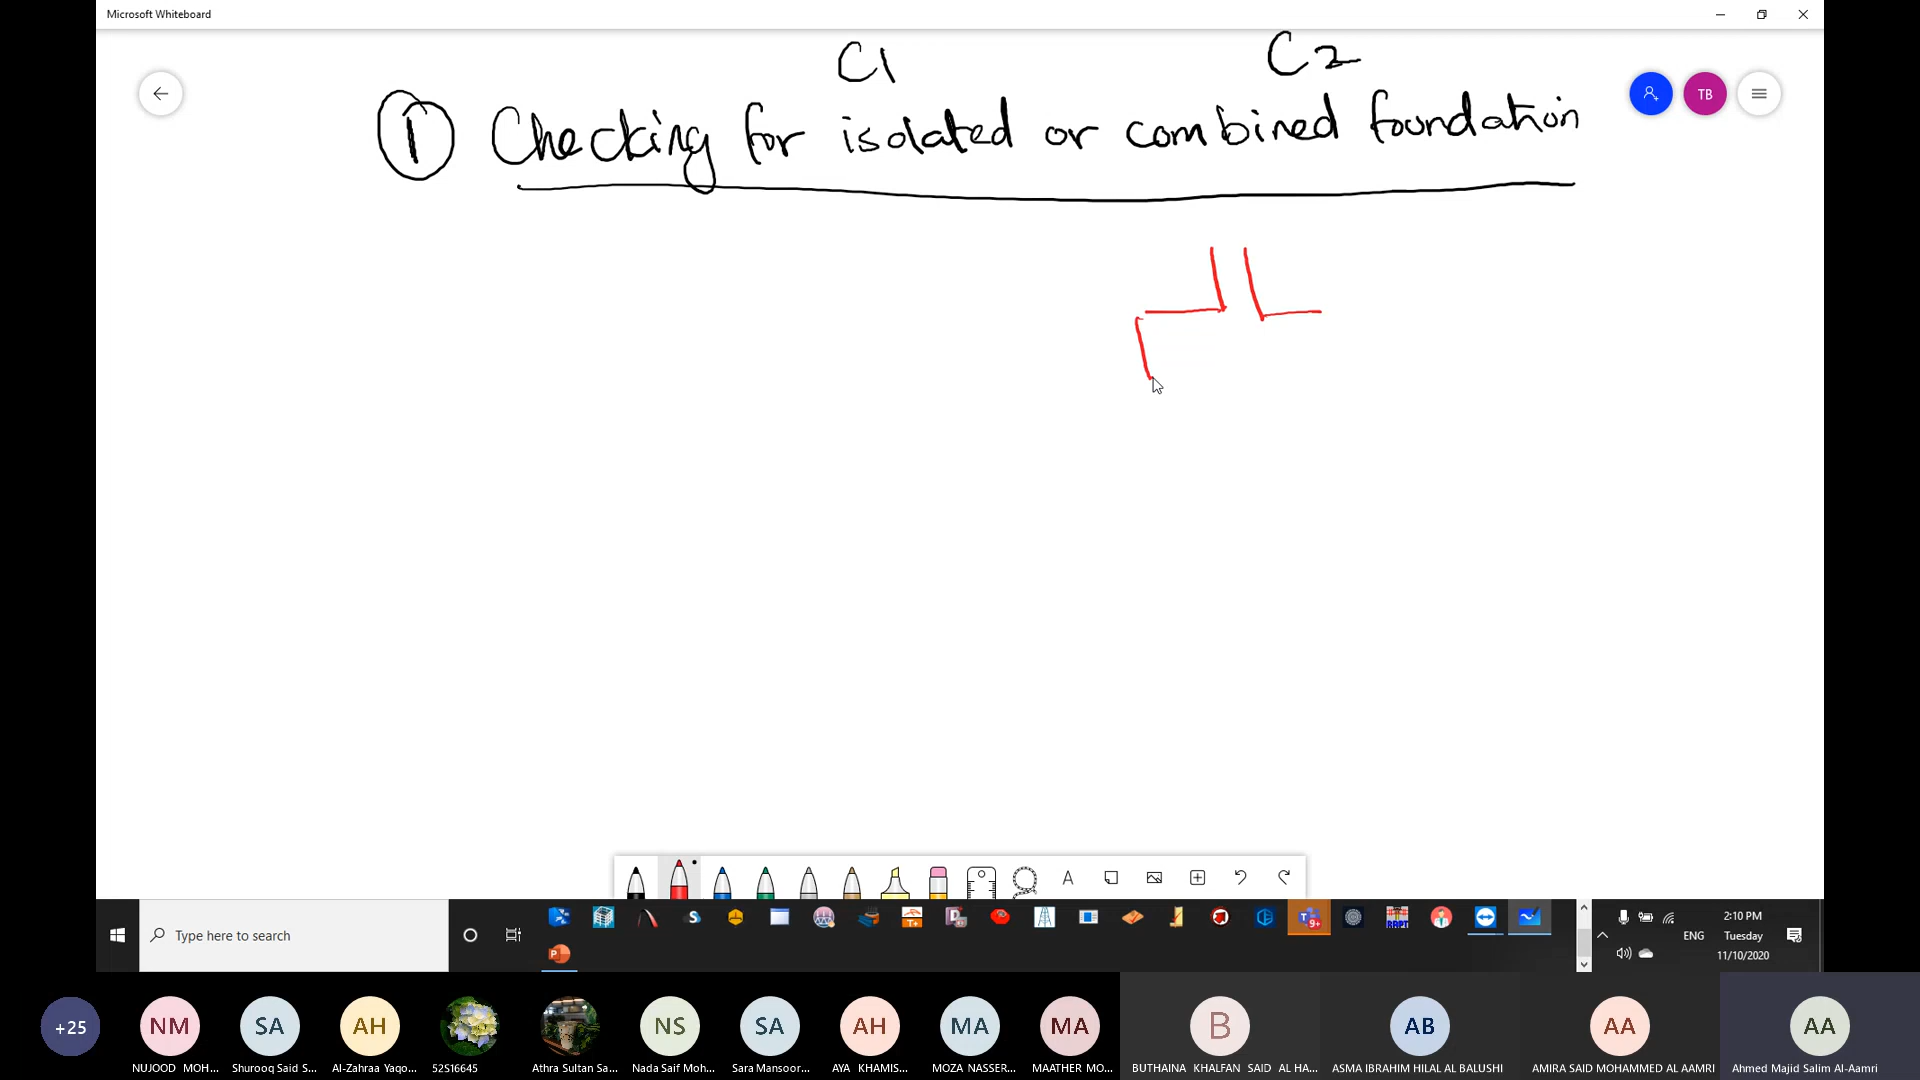 Microsoft Whiteboard
C1 C2
① Checking for isolated or combined foundation
TB
A
Type here to search
T+
9+
ENG
2:10 PM
Tuesday
11/10/2020
P
+25 NM SA AH NS SA AH MA MA B AB AA AA
NUJOOD MOH... Shurooq Said S... Al-Zahraa Yaqo... 52S16645 Athra Sultan Sa... Nada Saif Moh... Sara Mansoor... AYA KHAMIS... MOZA NASSER... MAATHER MO... BUTHAINA KHALFAN SAID AL HA... ASMA IBRAHIM HILAL AL BALUSHI AMIRA SAID MOHAMMED AL AAMRI Ahmed Majid Salim Al-Aamri